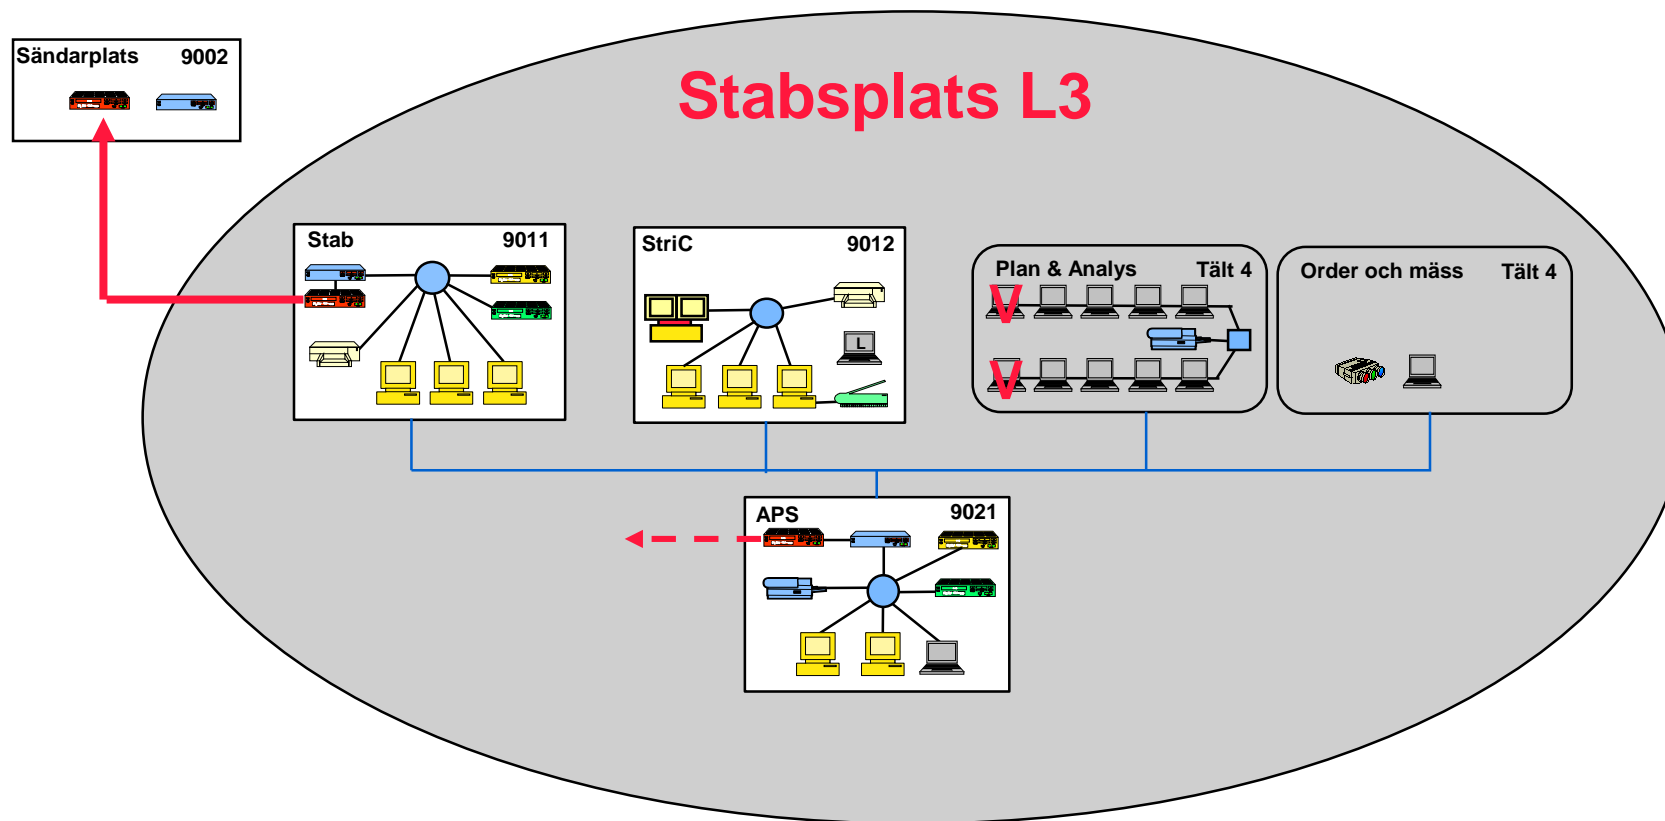 Stabsplats L3
Sändarplats 9002
Stab 9011
StriC 9012
Plan & Analys Tält 4
Order och mäss Tält 4
V
L
V
APS 9021